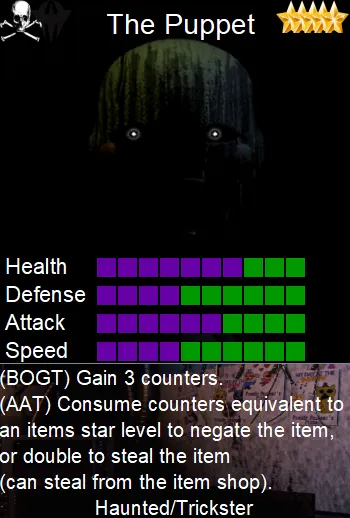 The Puppet
Health
Defense
Attack
Speed
(BOGT) Gain 3 counters.
(AAT) Consume counters equivalent to
an items star level to negate the item,
or double to steal the item
(can steal from the item shop).
Haunted/Trickster